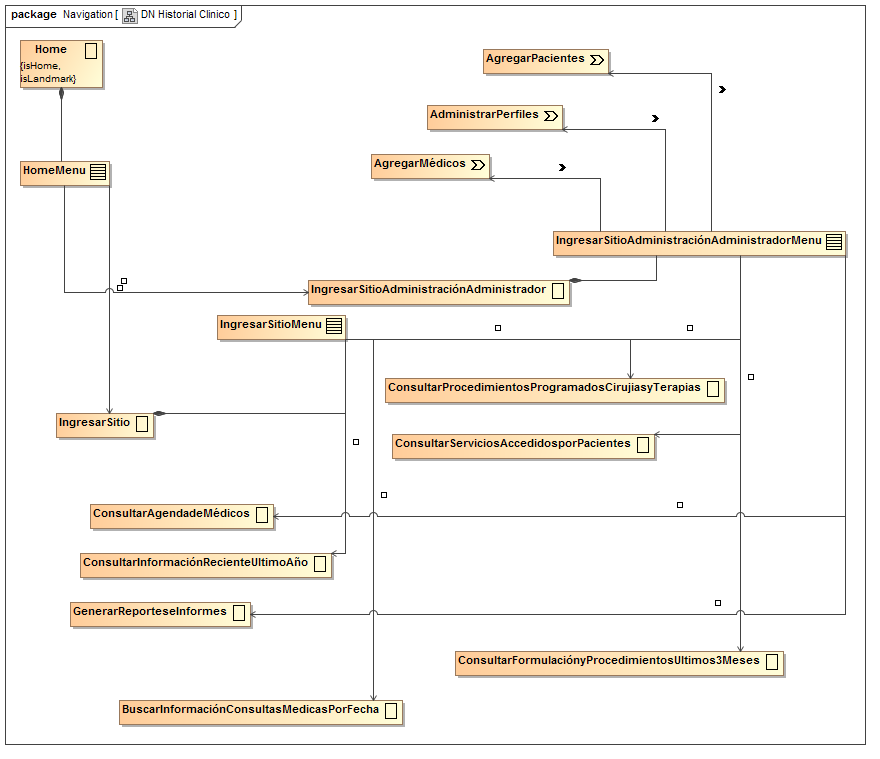 package Navigation [ DN Historial Clinico ]
Home
{isHome,
isLandmark}
AgregarPacientes
AdministrarPerfiles
AgregarMédicos
HomeMenu
IngresarSitioAdministraciónAdministradorMenu
IngresarSitioAdministraciónAdministrador
IngresarSitioMenu
ConsultarProcedimientosProgramadosCirujiasyTerapias
IngresarSitio
ConsultarServiciosAccedidosporPacientes
ConsultarAgendadeMédicos
ConsultarInformaciónRecienteUltimoAño
GenerarReporteseInformes
ConsultarFormulaciónyProcedimientosUltimos3Meses
BuscarInformaciónConsultasMedicasPorFecha